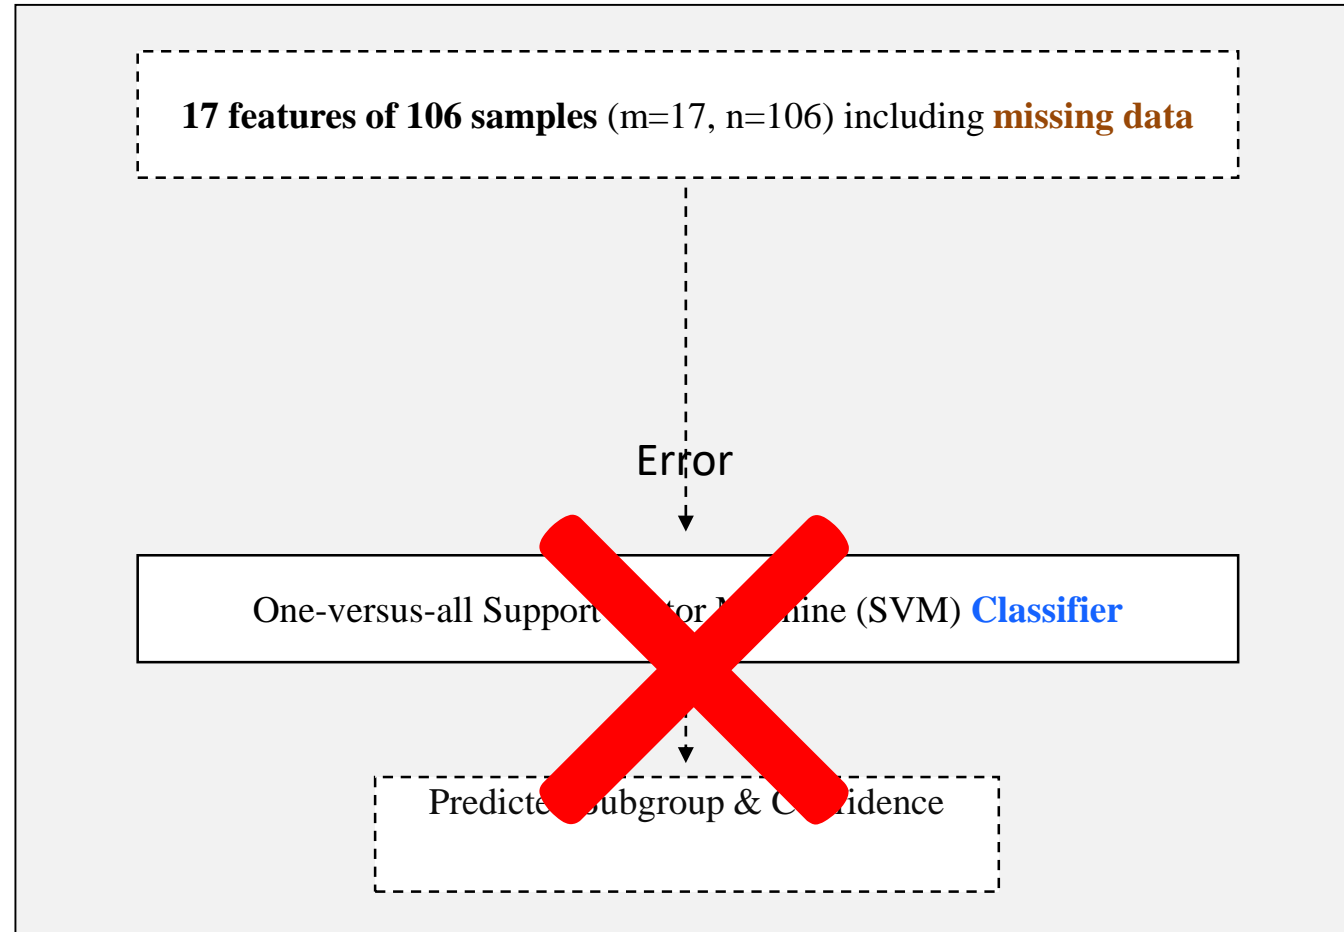 17 features of 106 samples (m=17, n=106) including missing data
Error
One-versus-all Support tor ine (SVM) Classifier
Predicte ubgroup & C idence